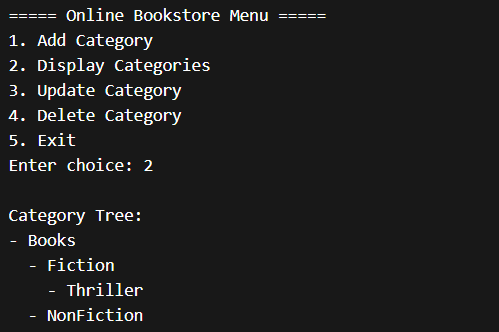 ===== Online Bookstore Menu =====
1. Add Category
2. Display Categories
3. Update Category
4. Delete Category
5. Exit
Enter choice: 2

Category Tree:
- Books
  - Fiction
    - Thriller
  - NonFiction